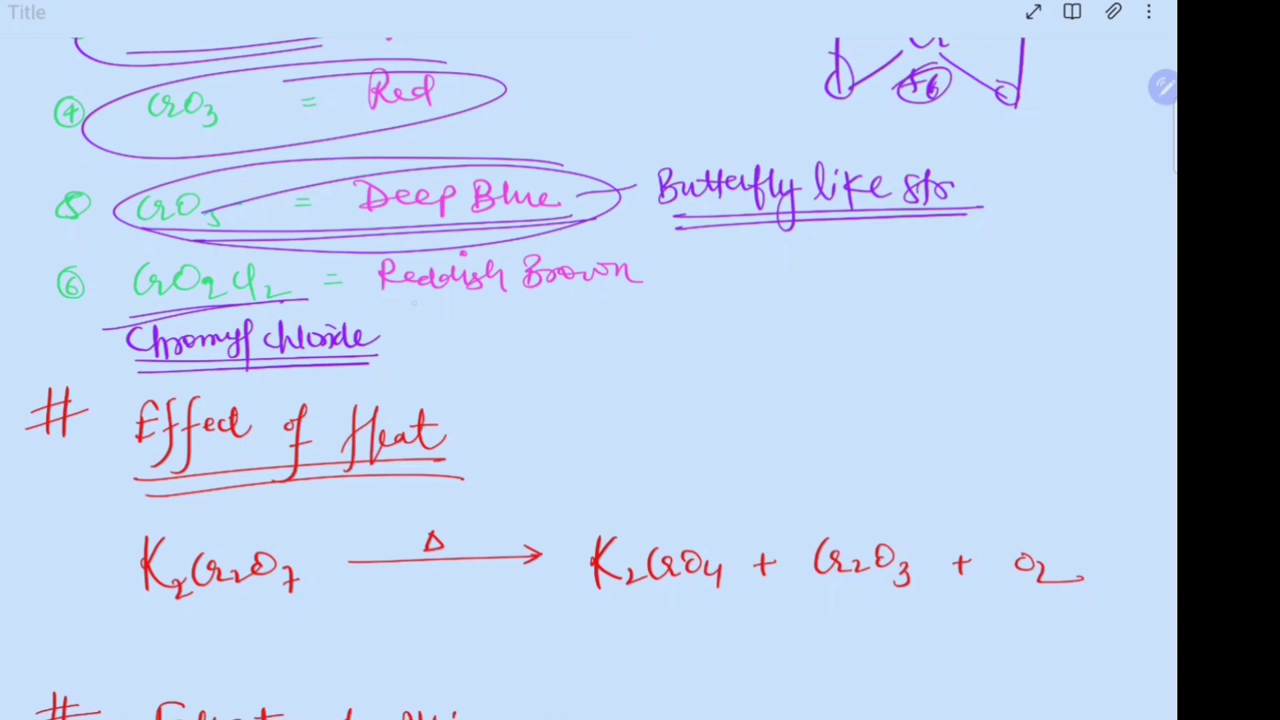 Title
④ CrO3 = Red
+6
⑤ CrO5 = Deep Blue — Butterfly like str
⑥ CrO2Cl2 = Reddish Brown
Chromyl chloride
# Effect of Heat
K2Cr2O7 Δ→ K2CrO4 + Cr2O3 + O2
#